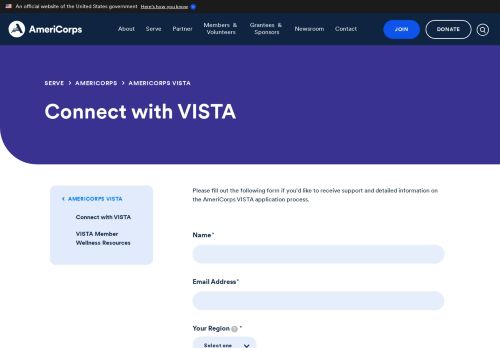 An official website of the United States government Here's how you know
AmeriCorps
About Serve Partner Members & Volunteers Grantees & Sponsors Newsroom Contact JOIN DONATE
SERVE > AMERICORPS > AMERICORPS VISTA
Connect with VISTA
< AMERICORPS VISTA
Connect with VISTA
VISTA Member
Wellness Resources
Please fill out the following form if you'd like to receive support and detailed information on
the AmeriCorps VISTA application process.
Name*
Email Address*
Your Region ? *
Select one